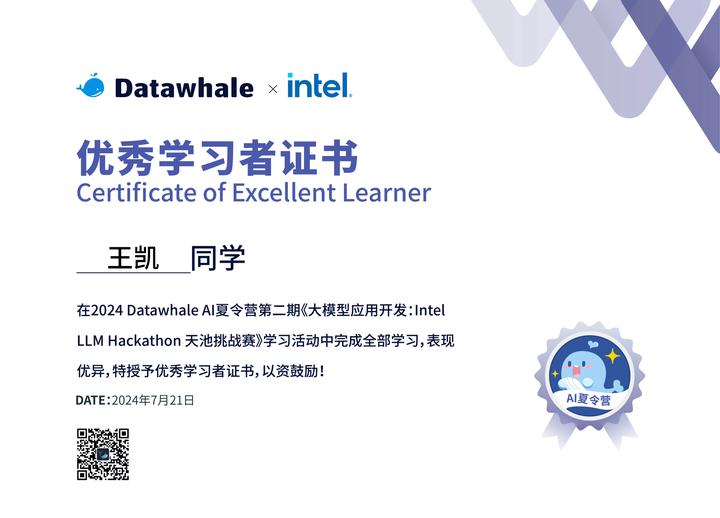 Datawhale × intel.
优秀学习者证书
Certificate of Excellent Learner
王凯 同学
在2024 Datawhale AI夏令营第二期《大模型应用开发：Intel
LLM Hackathon 天池挑战赛》学习活动中完成全部学习，表现
优异，特授予优秀学习者证书，以资鼓励！
DATE：2024年7月21日
AI夏令营